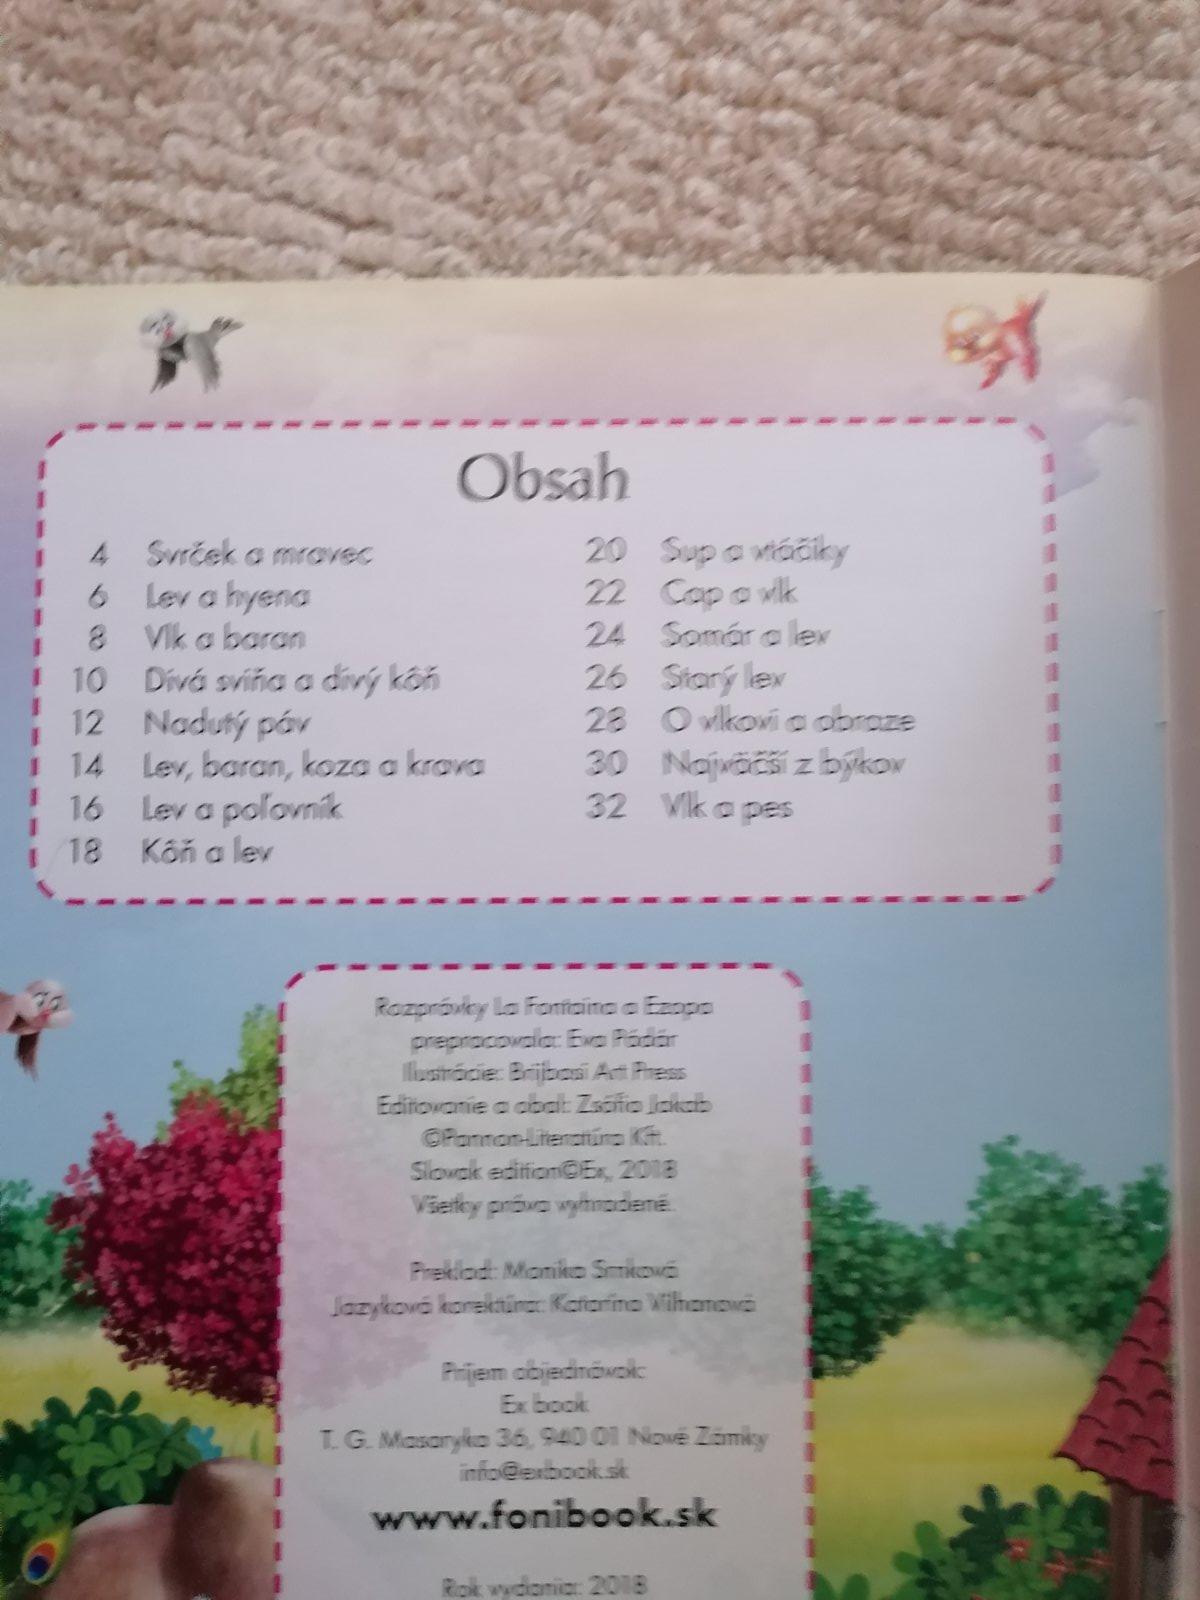 Obsah
4 Svrček a mravec
6 Lev a hyena
8 Vlk a baran
10 Divá sviňa a divý kôň
12 Nadutý páv
14 Lev, baran, koza a krava
16 Lev a poľovník
18 Kôň a lev
20 Sup a vtáčiky
22 Cap a vlk
24 Somár a lev
26 Starý lev
28 O vlkovi a obraze
30 Najväčší z býkov
32 Vlk a pes
Rozprávky La Fontaina a Ezopa
prepracovala: Eva Pádár
Ilustrácie: Brijbasi Art Press
Editovanie a obal: Zsófia Jakab
©Pannon-Literatúra Kft.
Slovak edition©Ex, 2018
Všetky práva vyhradené.
Preklad: Monika Srnková
Jazyková korektúra: Katarína Vilhanová
Príjem objednávok:
Ex book
T. G. Masaryka 36, 940 01 Nové Zámky
info@exbook.sk
www.fonibook.sk
Rok vydania: 2018